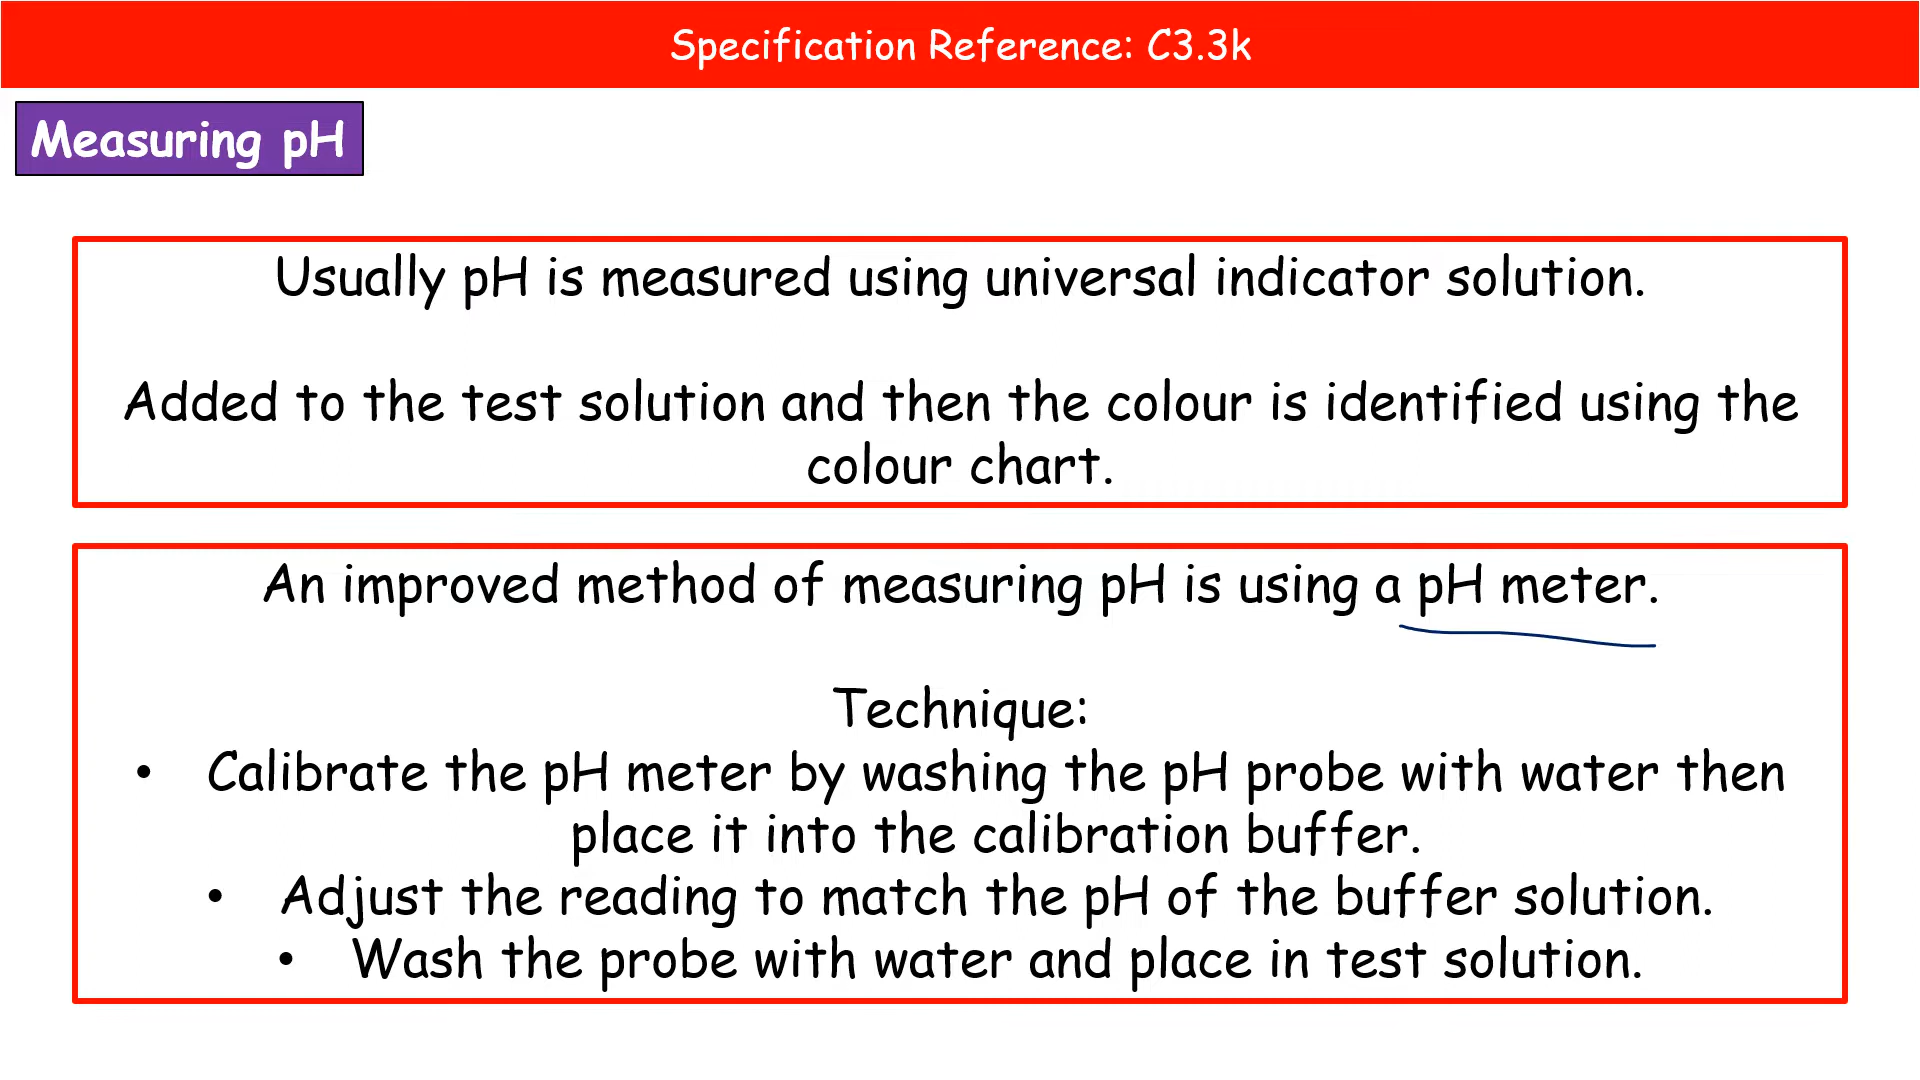 Specification Reference: C3.3k
Measuring pH
Usually pH is measured using universal indicator solution.
Added to the test solution and then the colour is identified using the
colour chart.
An improved method of measuring pH is using a pH meter.
Technique:
• Calibrate the pH meter by washing the pH probe with water then
place it into the calibration buffer.
• Adjust the reading to match the pH of the buffer solution.
• Wash the probe with water and place in test solution.